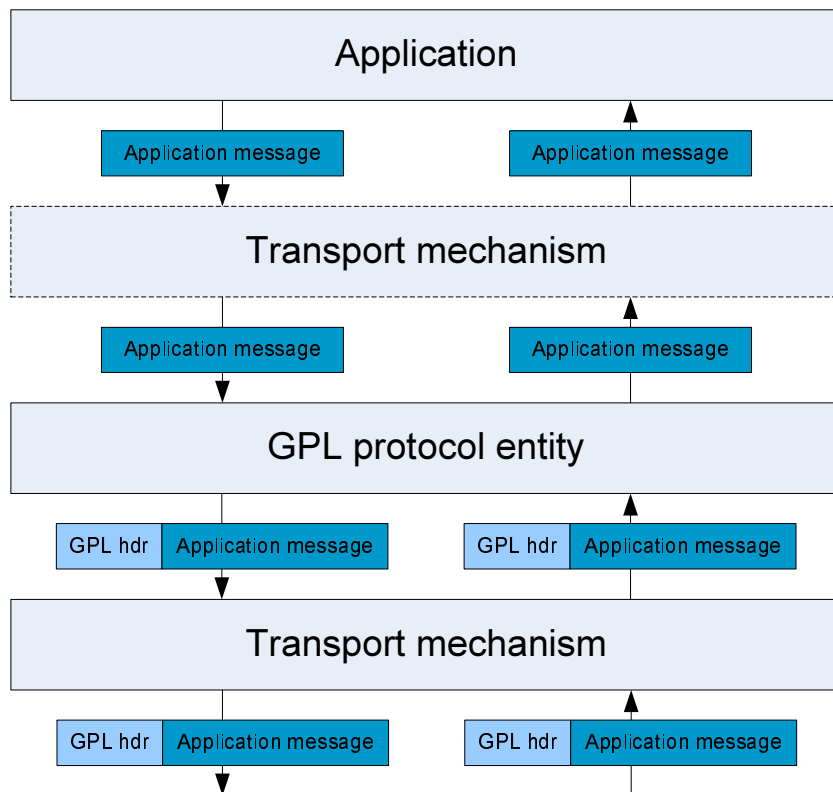 Application
Application message
Application message
Transport mechanism
Application message
Application message
GPL protocol entity
GPL hdr Application message
GPL hdr Application message
Transport mechanism
GPL hdr Application message
GPL hdr Application message